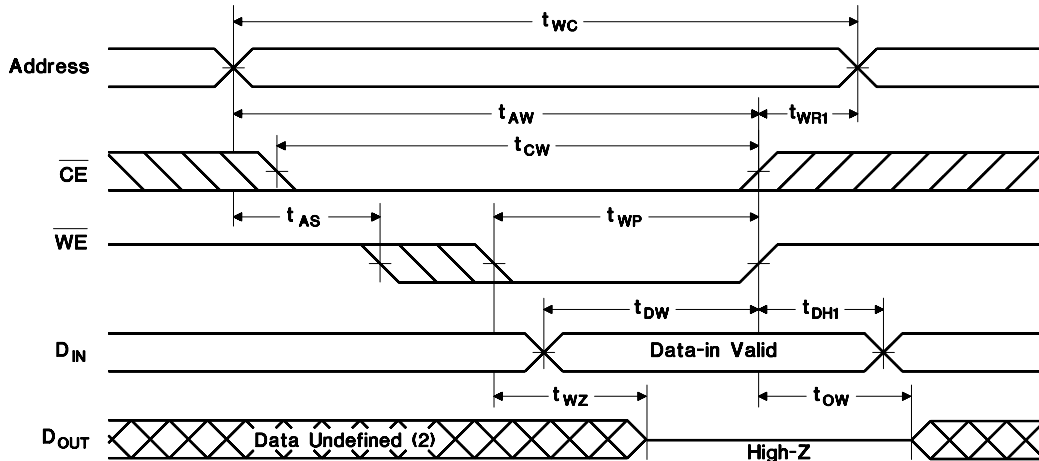 tWC
Address
tAW
tWR1
tCW
CE
tAS
tWP
WE
tDW
tDH1
DIN
Data-in Valid
tWZ
tOW
DOUT
Data Undefined (2)
High-Z